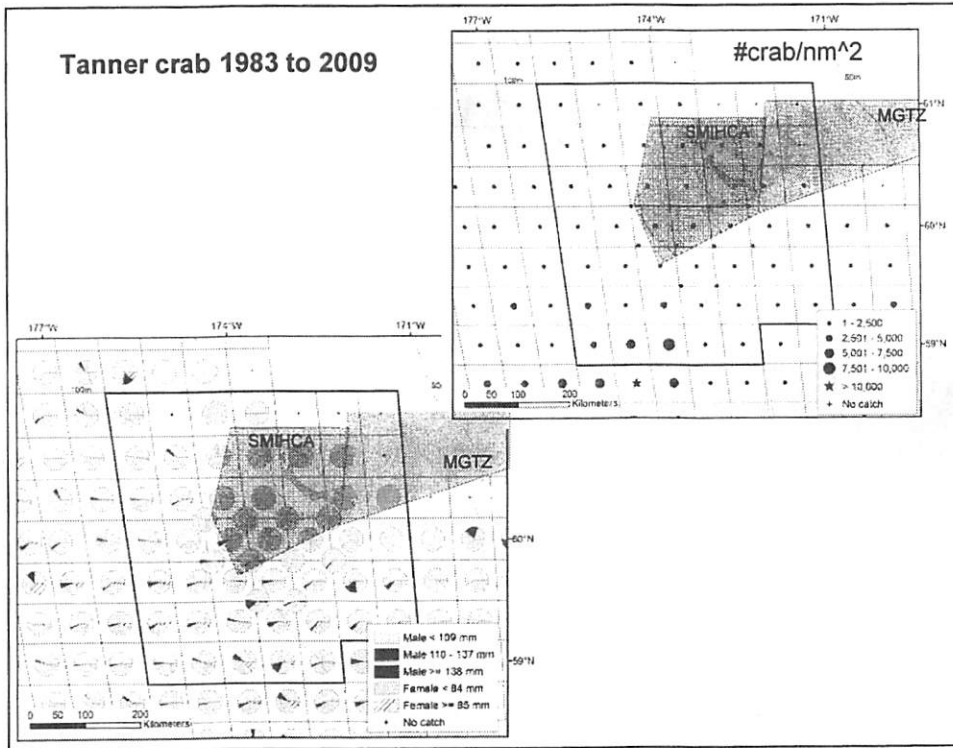 Tanner crab 1983 to 2009
177°W 174°W 171°W
#crab/nm^2
100m
50m
61°N
MGTZ
SMIHCA
60°N
1 - 2,500
2,501 - 5,000
5,001 - 7,500
7,501 - 10,000
> 10,000
No catch
59°N
0 50 100 200
Kilometers
177°W 174°W 171°W
100m
SMIHCA
MGTZ
60°N
Male < 109 mm
Male 110 - 137 mm
Male >= 138 mm
Female < 84 mm
Female >= 85 mm
No catch
59°N
0 50 100 200
Kilometers